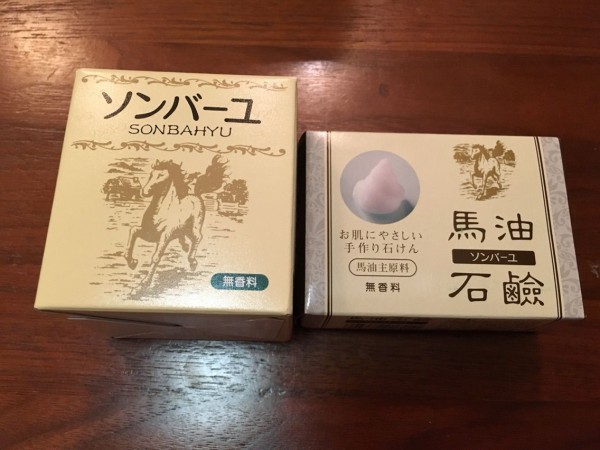 ソンバーユ
SONBAHYU
無香料
お肌にやさしい
手作り石けん
馬油主原料
無香料
馬油
ソンバーユ
石鹼